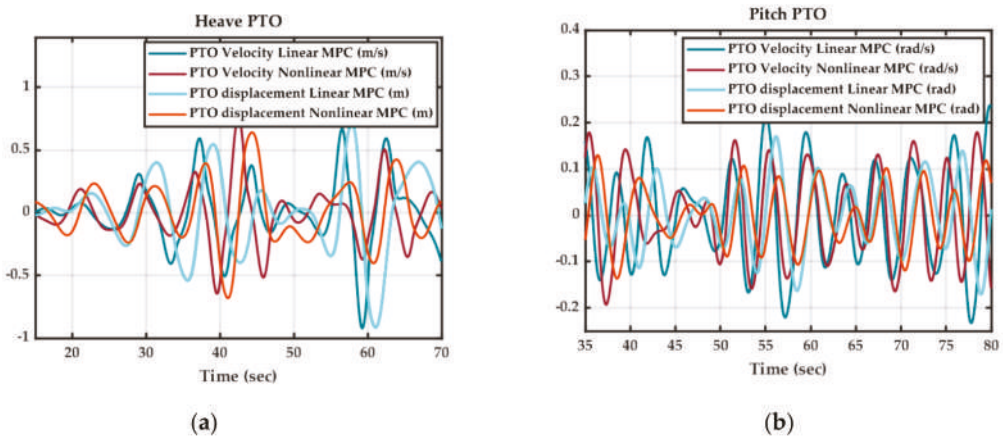 Heave PTO
PTO Velocity Linear MPC (m/s)
PTO Velocity Nonlinear MPC (m/s)
PTO displacement Linear MPC (m)
PTO displacement Nonlinear MPC (m)
1
0.5
0
-0.5
-1
20 30 40 50 60 70
Time (sec)
(a)
Pitch PTO
PTO Velocity Linear MPC (rad/s)
PTO Velocity Nonlinear MPC (rad/s)
PTO displacement Linear MPC (rad)
PTO displacement Nonlinear MPC (rad)
0.4
0.3
0.2
0.1
0
-0.1
-0.2
35 40 45 50 55 60 65 70 75 80
Time (sec)
(b)